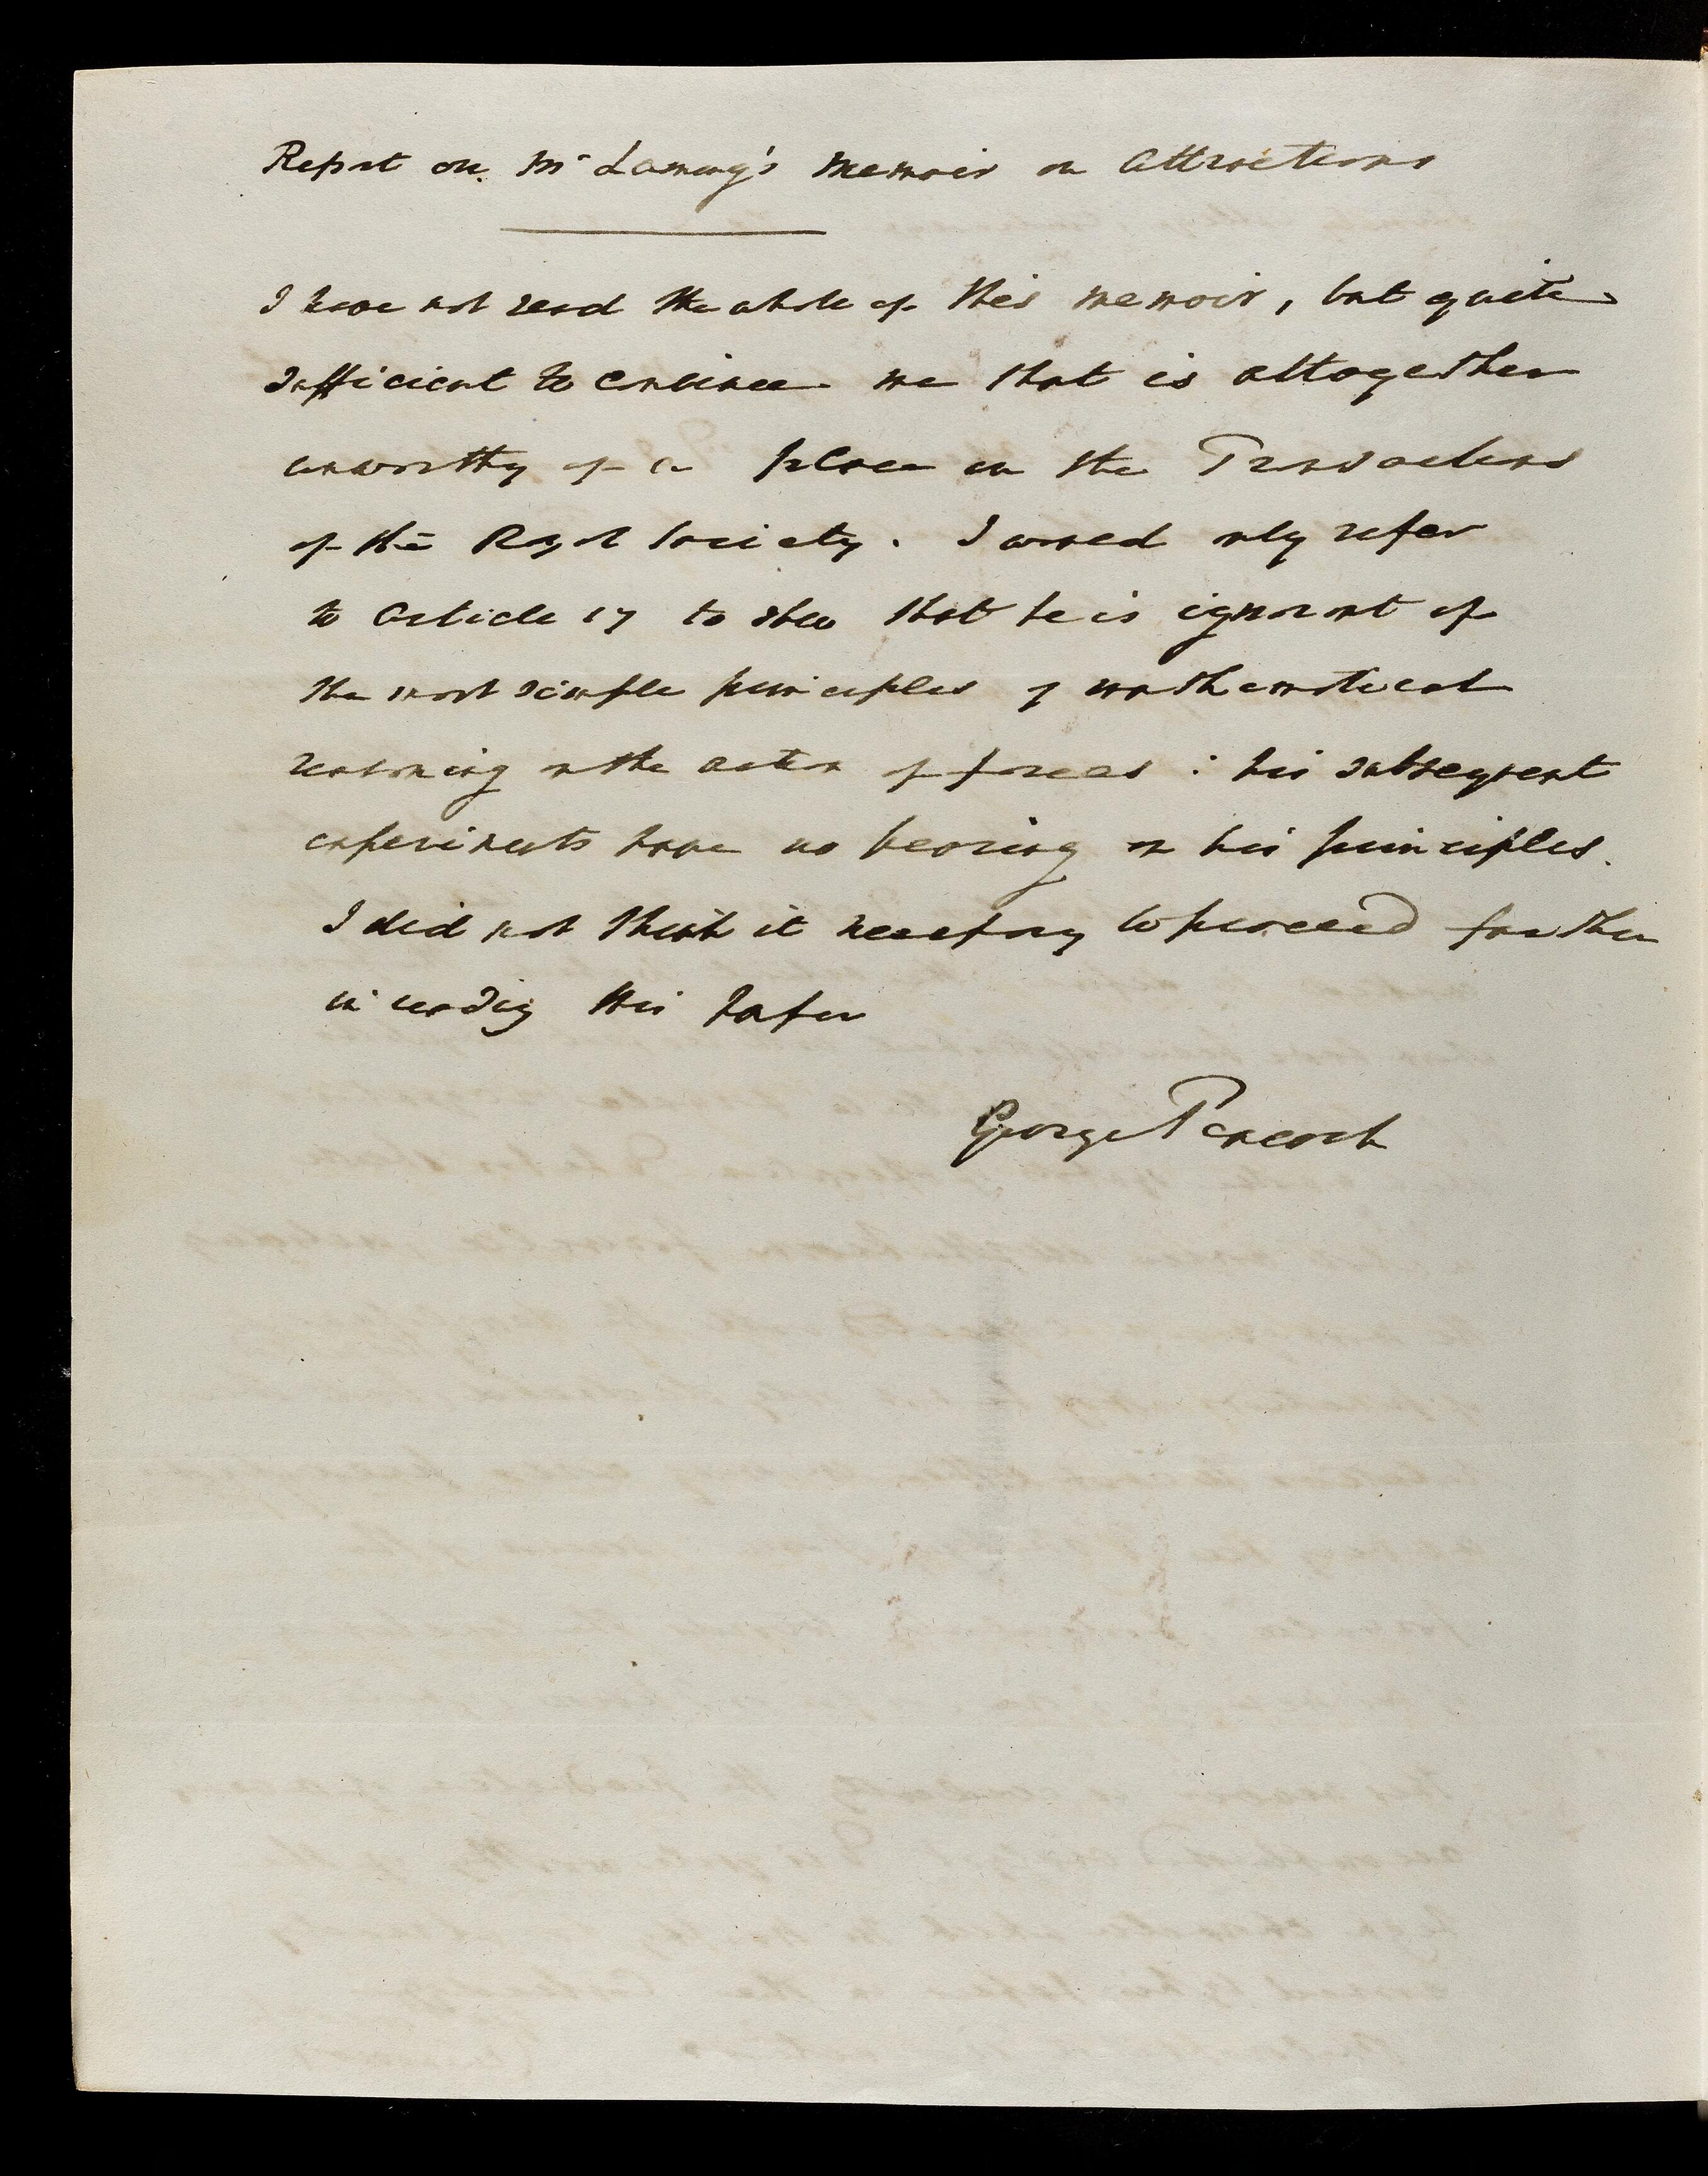 Report on Mr Laming's Memoir on Attractions
I have not read the whole of this memoir, but quite
sufficient to convince me that is altogether
unworthy of a place in the Transactions
of the Royal Society. I would only refer
to Article 17 to shew that he is ignorant of
the most simple principles of mathematical
reasoning on the action of forces : his subsequent
experiments have no bearing on his principles.
I did not think it necessary to proceed further
in reading this paper
George Peacock